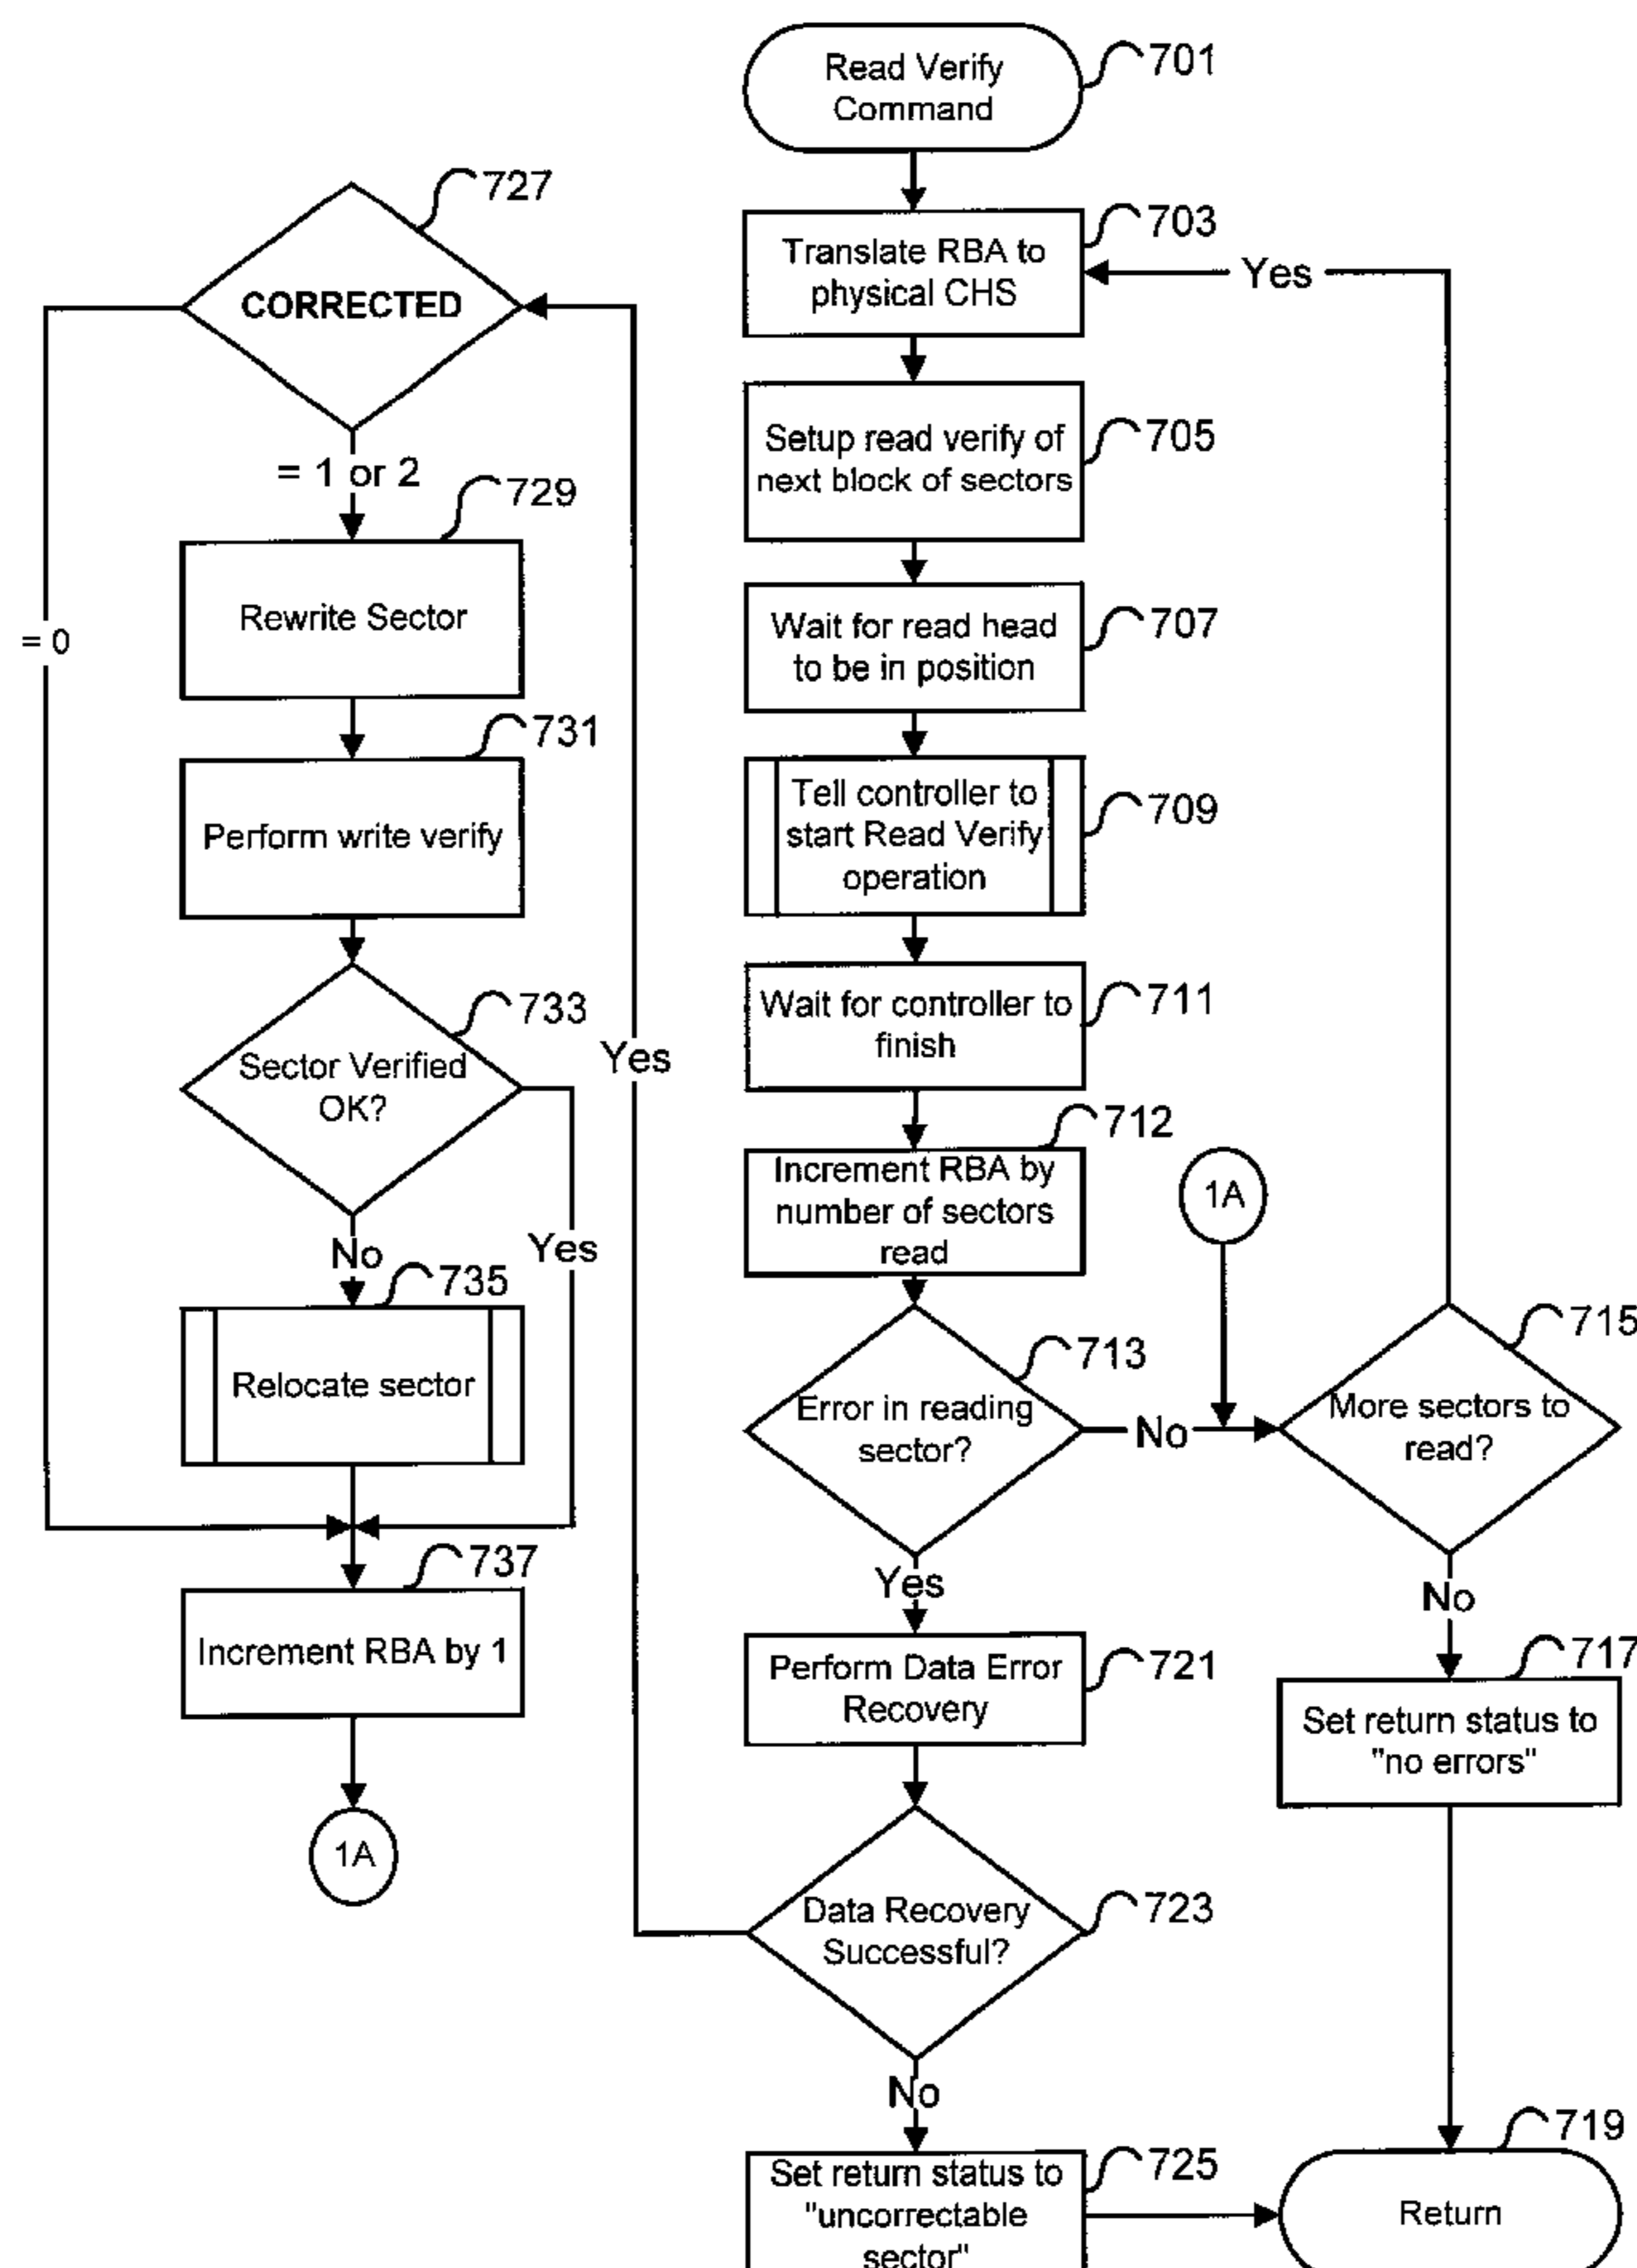 Read Verify
Command
701
Translate RBA to
physical CHS
703
Yes
Setup read verify of
next block of sectors
705
Wait for read head
to be in position
707
Tell controller to
start Read Verify
operation
709
Wait for controller to
finish
711
Increment RBA by
number of sectors
read
712
1A
Error in reading
sector?
713
No
More sectors to
read?
715
Yes
No
Perform Data Error
Recovery
721
Set return status to
"no errors"
717
Data Recovery
Successful?
723
Yes
No
Set return status to
"uncorrectable
sector"
725
Return
719
CORRECTED
727
= 0
= 1 or 2
Rewrite Sector
729
Perform write verify
731
Sector Verified
OK?
733
No
Yes
Relocate sector
735
Increment RBA by 1
737
1A